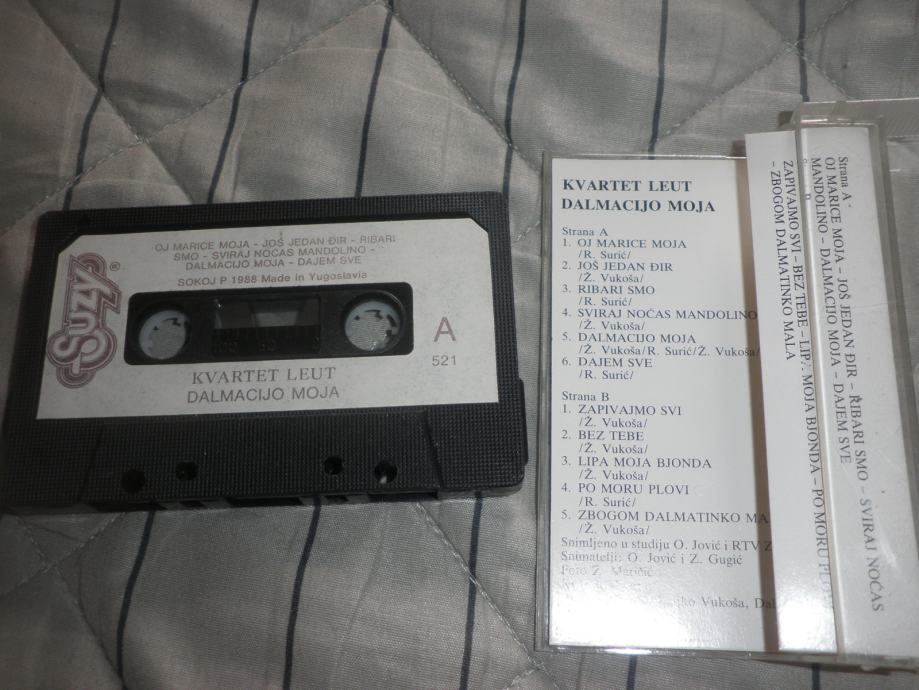 OJ MARICE MOJA - JOŠ JEDAN ĐIR - RIBARI
SMO - SVIRAJ NOĆAS MANDOLINO -
DALMACIJO MOJA - DAJEM SVE
SOKOJ P 1988 Made in Yugoslavia
Suzy®
A
521
KVARTET LEUT
DALMACIJO MOJA
KVARTET LEUT
DALMACIJO MOJA
Strana A
1. OJ MARICE MOJA
/R. Surić/
2. JOŠ JEDAN ĐIR
/Ž. Vukoša/
3. RIBARI SMO
/R. Surić/
4. SVIRAJ NOĆAS MANDOLINO
/Ž. Vukoša/
5. DALMACIJO MOJA
/Ž. Vukoša/R. Surić/Ž. Vukoša/
6. DAJEM SVE
/R. Surić/
Strana B
1. ZAPIVAJMO SVI
/Ž. Vukoša/
2. BEZ TEBE
/Ž. Vukoša/
3. LIPA MOJA BJONDA
/Ž. Vukoša/
4. PO MORU PLOVI
/R. Surić/
5. ZBOGOM DALMATINKO MA
/Ž. Vukoša/
Snimljeno u studiju O. Jović i RTV Z
Snimatelji: O. Jović i Z. Gugić
Foto Z.
Vukoša,
Strana A
OJ MARICE MOJA - JOŠ JEDAN ĐIR - RIBARI SMO - SVIRAJ NOĆAS
MANDOLINO - DALMACIJO MOJA - DAJEM SVE
ZAPIVAJMO SVI - BEZ TEBE - LIPA MOJA BJONDA - PO MORU PLOVI
- ZBOGOM DALMATINKO MALA